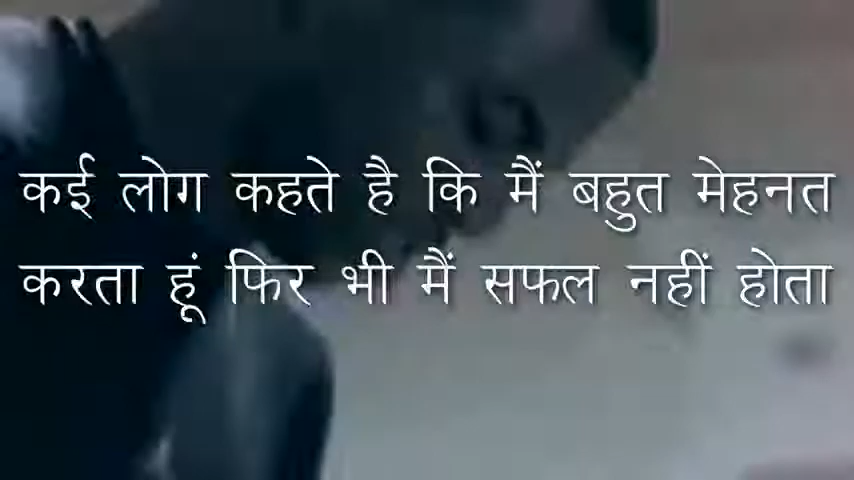 कई लोग कहते है कि मैं बहुत मेहनत
करता हूं फिर भी मैं सफल नहीं होता